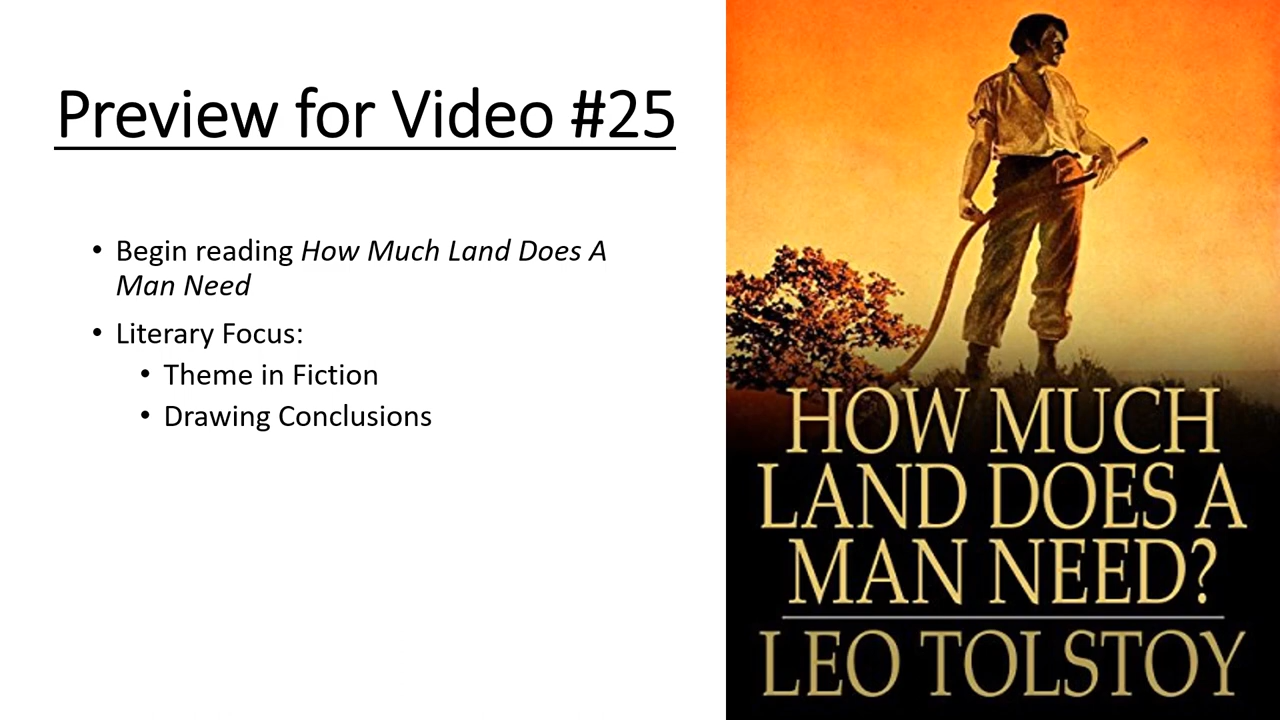 Preview for Video #25
• Begin reading How Much Land Does A
Man Need
• Literary Focus:
• Theme in Fiction
• Drawing Conclusions
HOW MUCH
LAND DOES A
MAN NEED?
LEO TOLSTOY